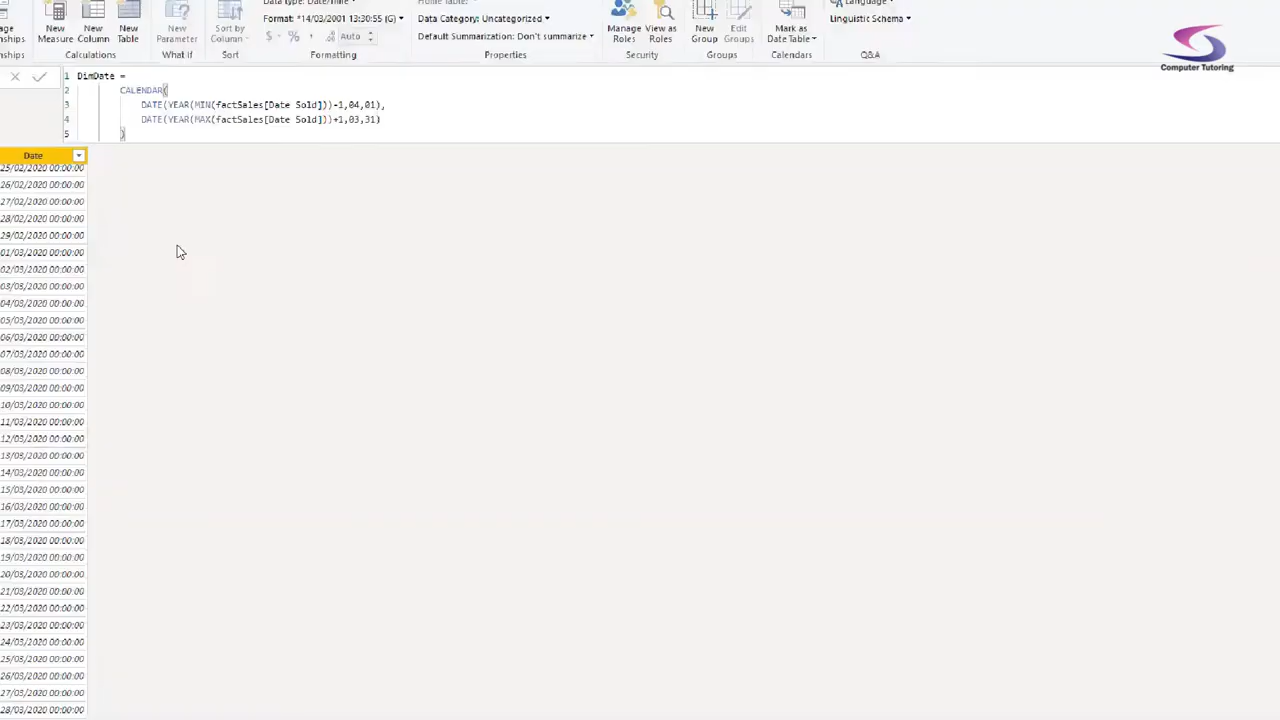 Data type: Date/Time
Home Table:
Language
Format: *14/03/2001 13:30:55 (G)
Data Category: Uncategorized
Linguistic Schema
$ % , Auto
Default Summarization: Don't summarize
New Measure
New Column
New Table
New Parameter
Sort by Column
Manage Roles
View as Roles
New Group
Edit Groups
Mark as Date Table
Calculations
What if
Sort
Formatting
Properties
Security
Groups
Calendars
Q&A
Computer Tutoring
1 DimDate =
2 CALENDAR(
3 DATE(YEAR(MIN(factSales[Date Sold]))-1,04,01),
4 DATE(YEAR(MAX(factSales[Date Sold]))+1,03,31)
5 )
Date
25/02/2020 00:00:00
26/02/2020 00:00:00
27/02/2020 00:00:00
28/02/2020 00:00:00
29/02/2020 00:00:00
01/03/2020 00:00:00
02/03/2020 00:00:00
03/03/2020 00:00:00
04/03/2020 00:00:00
05/03/2020 00:00:00
06/03/2020 00:00:00
07/03/2020 00:00:00
08/03/2020 00:00:00
09/03/2020 00:00:00
10/03/2020 00:00:00
11/03/2020 00:00:00
12/03/2020 00:00:00
13/03/2020 00:00:00
14/03/2020 00:00:00
15/03/2020 00:00:00
16/03/2020 00:00:00
17/03/2020 00:00:00
18/03/2020 00:00:00
19/03/2020 00:00:00
20/03/2020 00:00:00
21/03/2020 00:00:00
22/03/2020 00:00:00
23/03/2020 00:00:00
24/03/2020 00:00:00
25/03/2020 00:00:00
26/03/2020 00:00:00
27/03/2020 00:00:00
28/03/2020 00:00:00